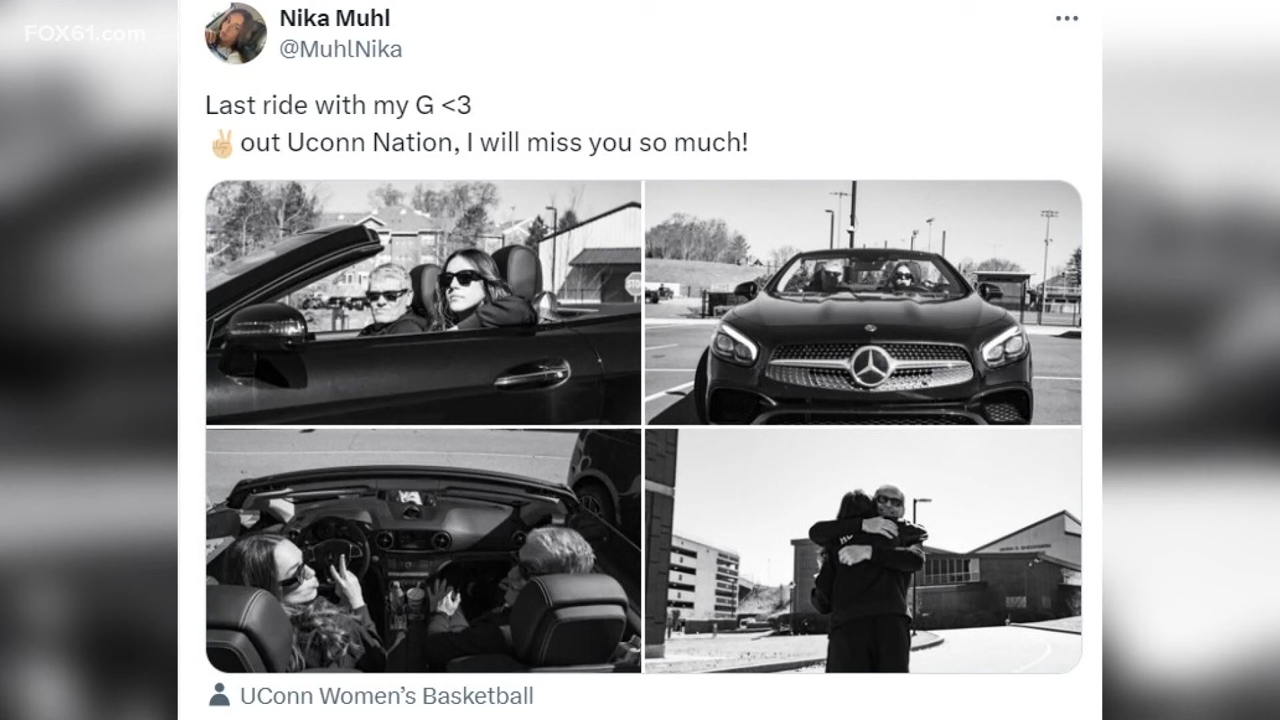 FOX61.com
Nika Muhl
@MuhlNika
Last ride with my G <3
✌🏼 out Uconn Nation, I will miss you so much!
UConn Women’s Basketball